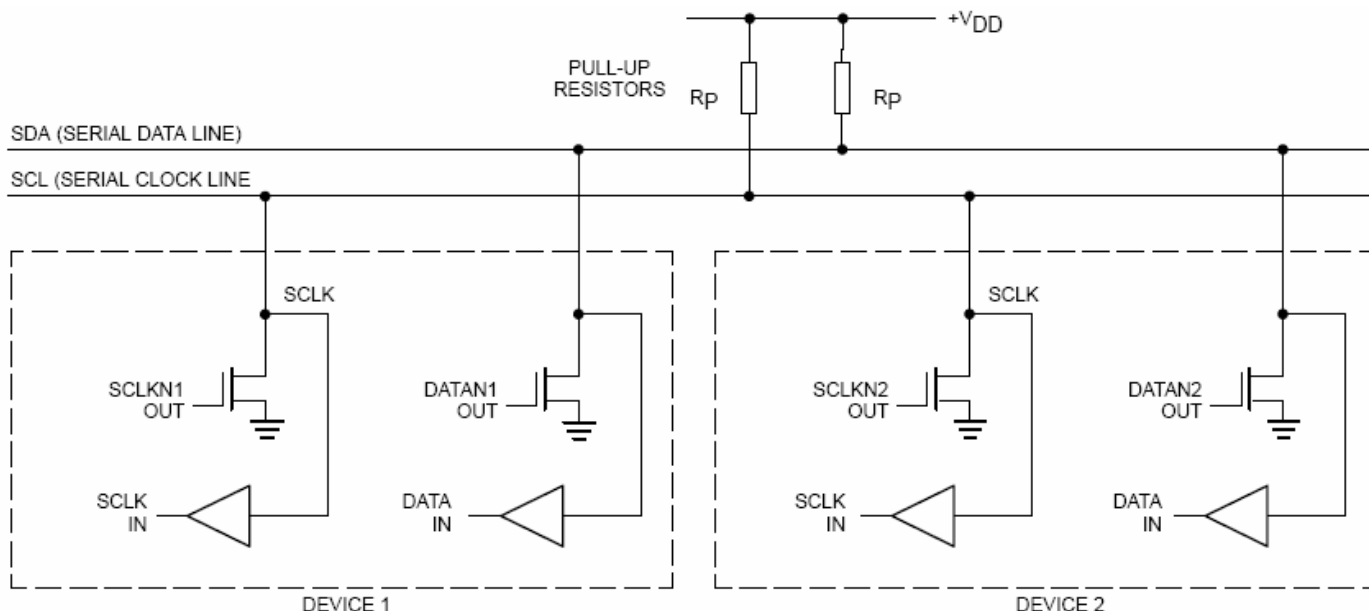 +VDD
PULL-UP
RESISTORS
RP
RP
SDA (SERIAL DATA LINE)
SCL (SERIAL CLOCK LINE
SCLK
SCLK
SCLKN1
OUT
DATAN1
OUT
SCLKN2
OUT
DATAN2
OUT
SCLK
IN
DATA
IN
SCLK
IN
DATA
IN
DEVICE 1
DEVICE 2